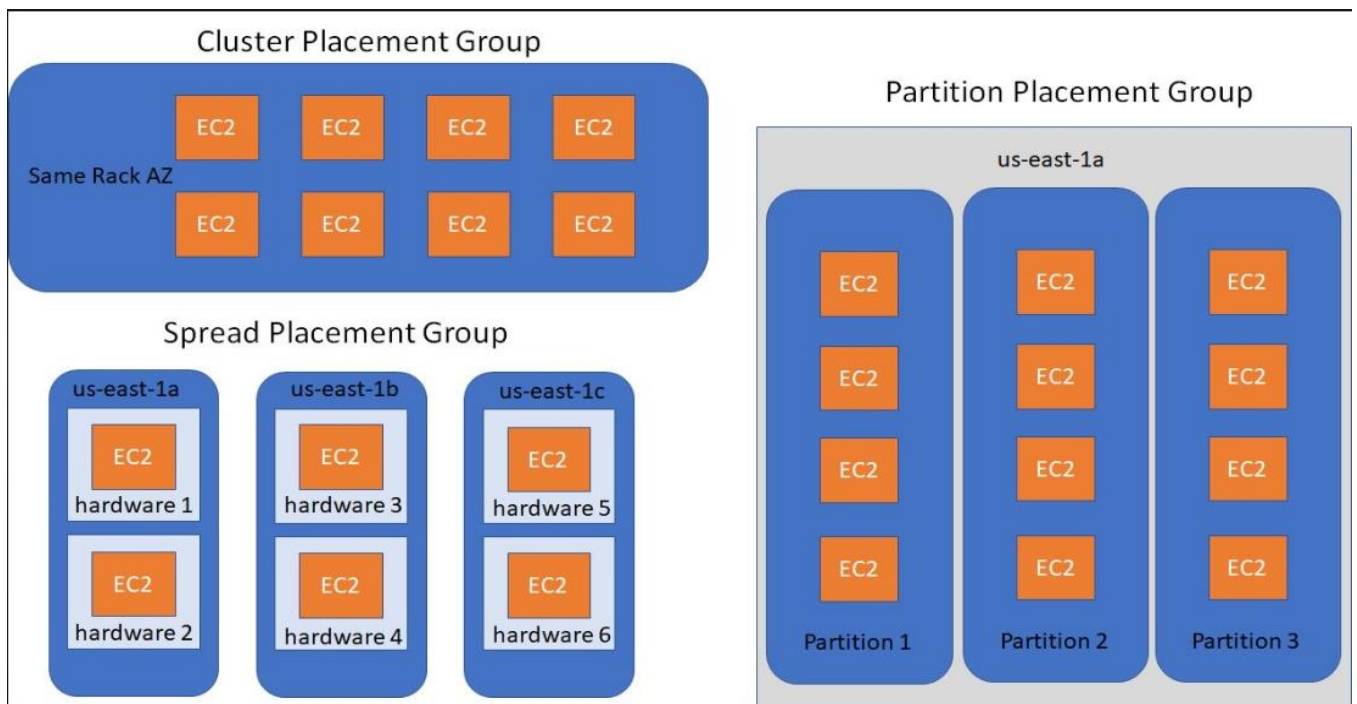 Cluster Placement Group
EC2 EC2 EC2 EC2
Same Rack AZ
EC2 EC2 EC2 EC2
Spread Placement Group
us-east-1a
EC2
hardware 1
EC2
hardware 2
us-east-1b
EC2
hardware 3
EC2
hardware 4
us-east-1c
EC2
hardware 5
EC2
hardware 6
Partition Placement Group
us-east-1a
EC2
EC2
EC2
EC2
Partition 1
EC2
EC2
EC2
EC2
Partition 2
EC2
EC2
EC2
EC2
Partition 3